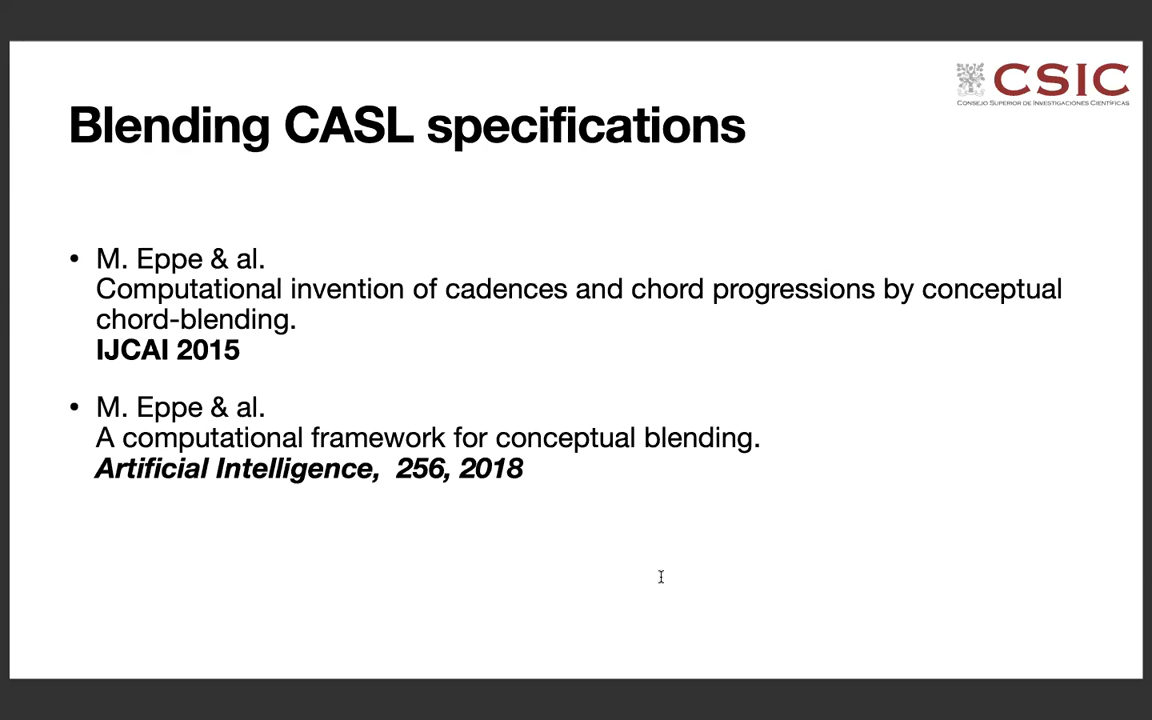 CSIC
CONSEJO SUPERIOR DE INVESTIGACIONES CIENTÍFICAS
Blending CASL specifications
• M. Eppe & al.
Computational invention of cadences and chord progressions by conceptual
chord-blending.
IJCAI 2015
• M. Eppe & al.
A computational framework for conceptual blending.
Artificial Intelligence, 256, 2018